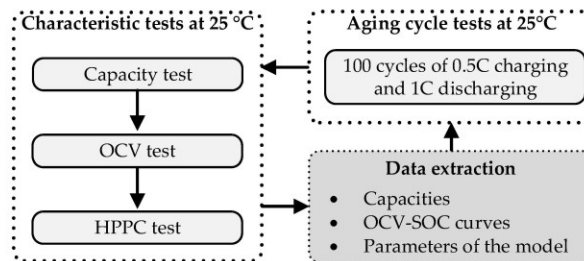 Characteristic tests at 25 °C
Capacity test
OCV test
HPPC test
Aging cycle tests at 25°C
100 cycles of 0.5C charging
and 1C discharging
Data extraction
• Capacities
• OCV-SOC curves
• Parameters of the model